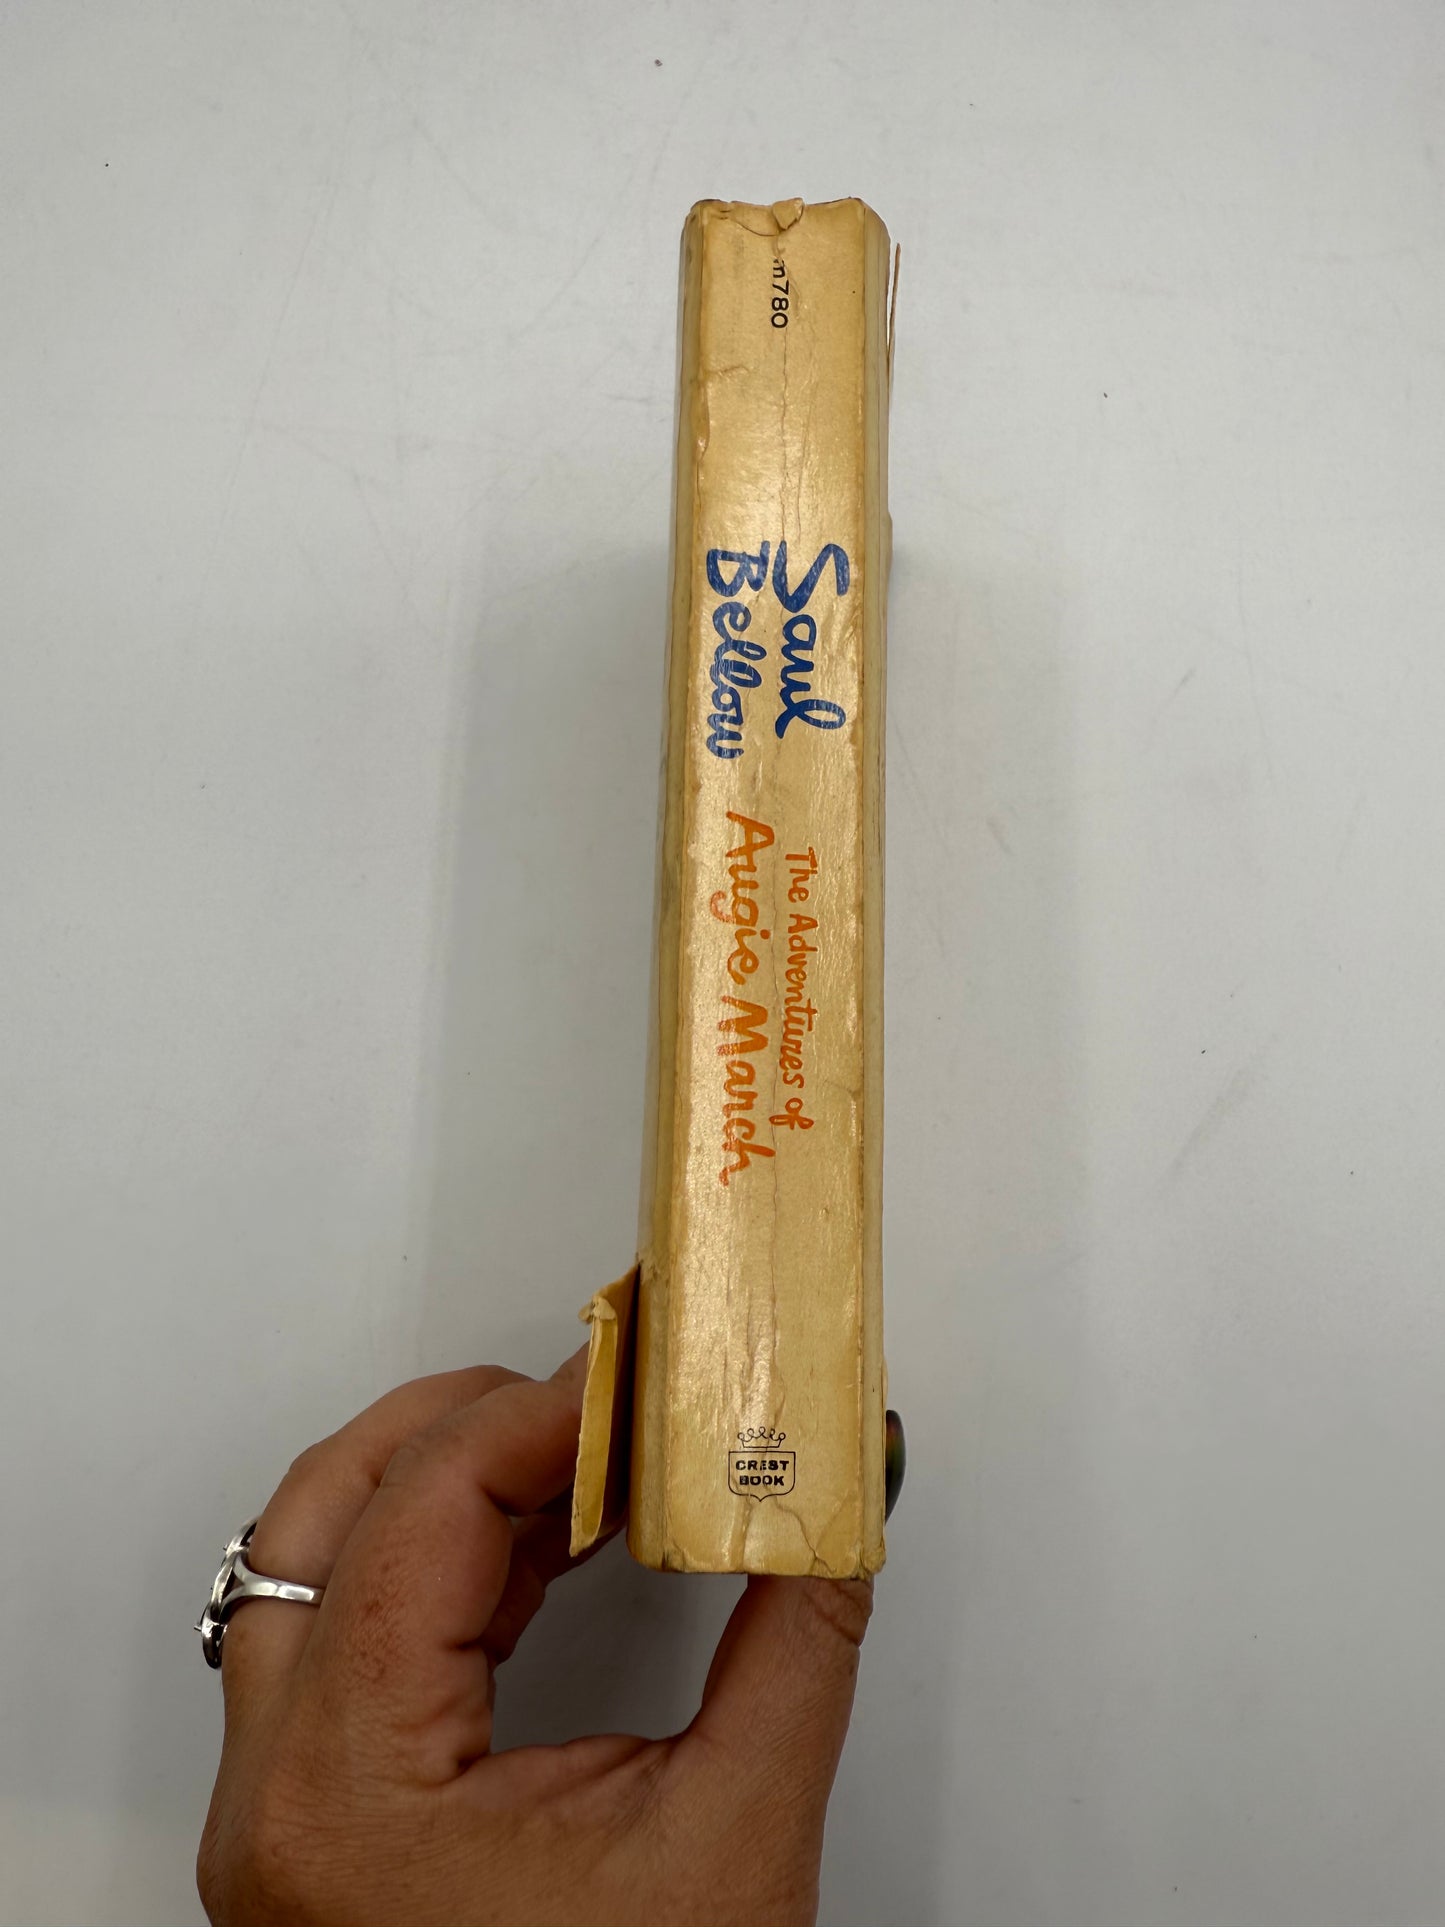 m780
Saul
Bellow
The Adventures of
Augie March
CREST
BOOK